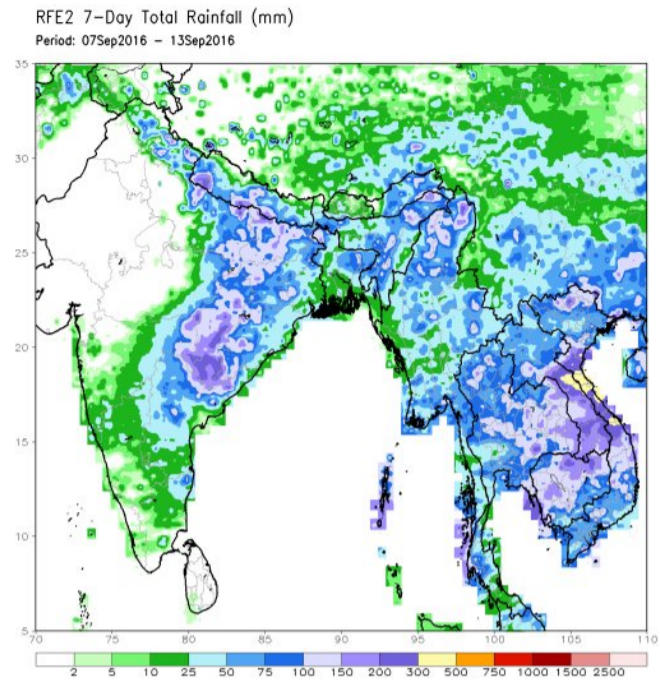 RFE2 7-Day Total Rainfall (mm)
Period: 07Sep2016 – 13Sep2016
35
30
25
20
15
10
5
70 75 80 85 90 95 100 105 110
2 5 10 25 50 75 100 150 200 300 500 750 1000 1500 2500